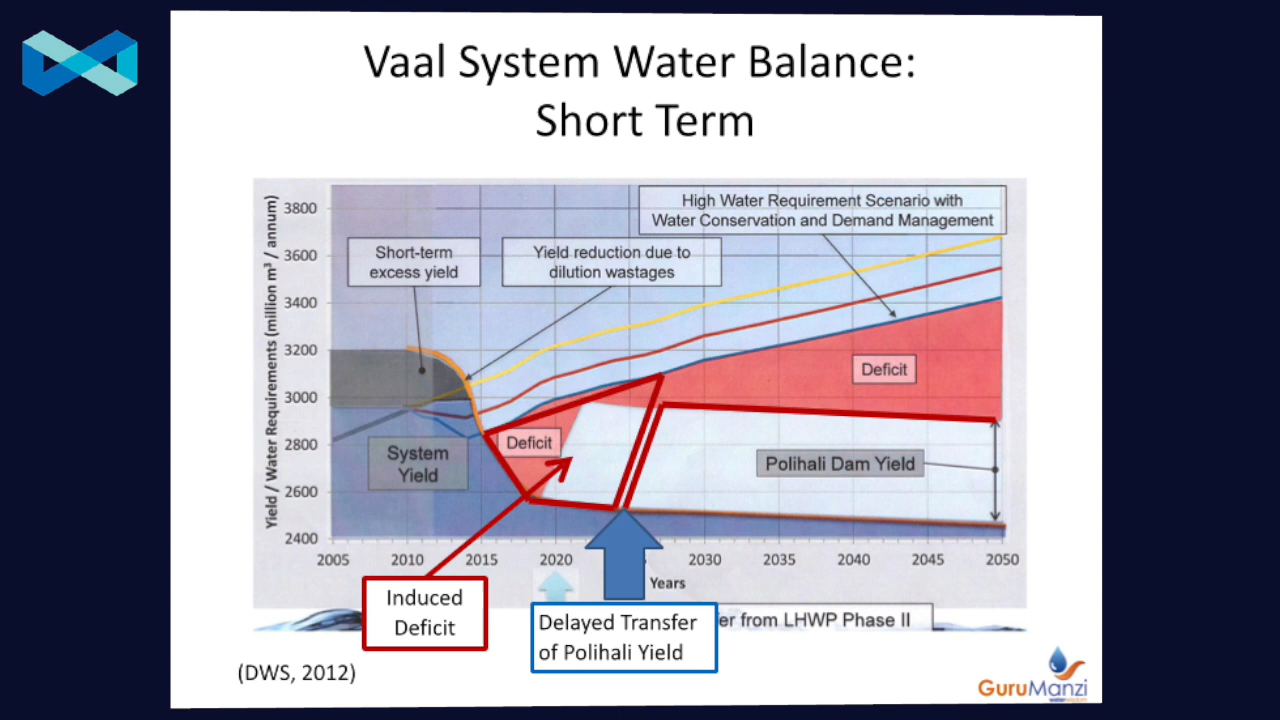 Vaal System Water Balance:
Short Term
High Water Requirement Scenario with
Water Conservation and Demand Management
Short-term
excess yield
Yield reduction due to
dilution wastages
Yield / Water Requirements (million m³ / annum)
3800
3600
3400
3200
3000
2800
2600
2400
Deficit
Deficit
System
Yield
Polihali Dam Yield
2005
2010
2015
2020
2030
2035
2040
2045
2050
Years
Induced
Deficit
Delayed Transfer
of Polihali Yield
er from LHWP Phase II
(DWS, 2012)
GuruManzi